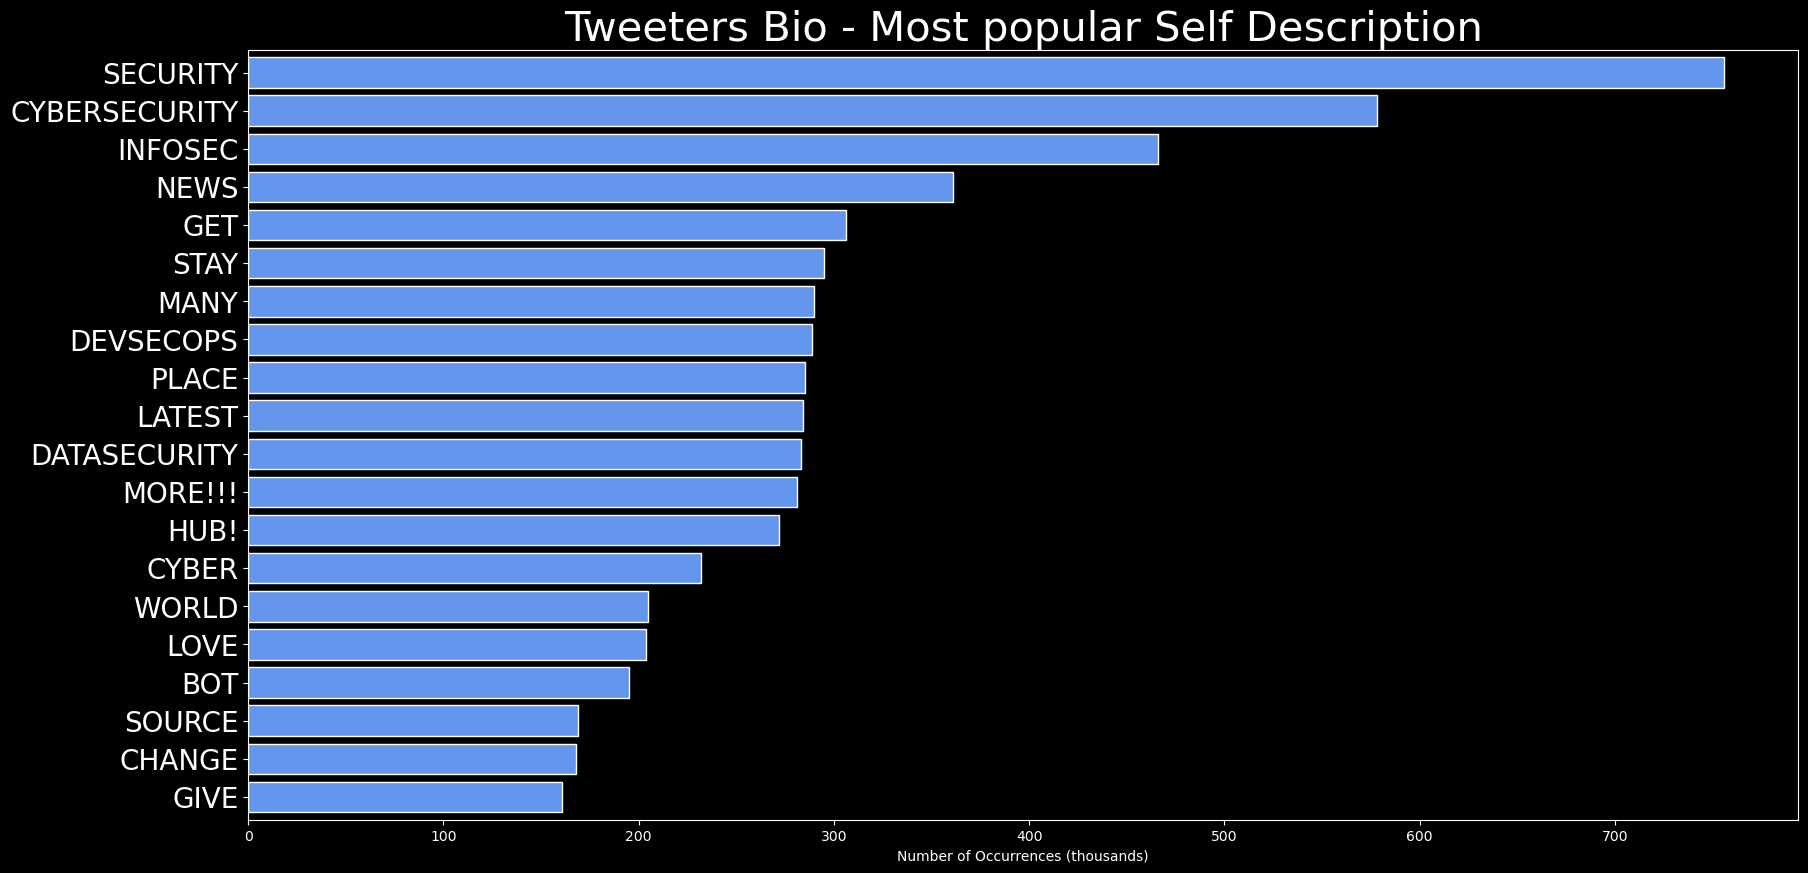 Tweeters Bio - Most popular Self Description
SECURITY
CYBERSECURITY
INFOSEC
NEWS
GET
STAY
MANY
DEVSECOPS
PLACE
LATEST
DATASECURITY
MORE!!!
HUB!
CYBER
WORLD
LOVE
BOT
SOURCE
CHANGE
GIVE
0 100 200 300 400 500 600 700
Number of Occurrences (thousands)